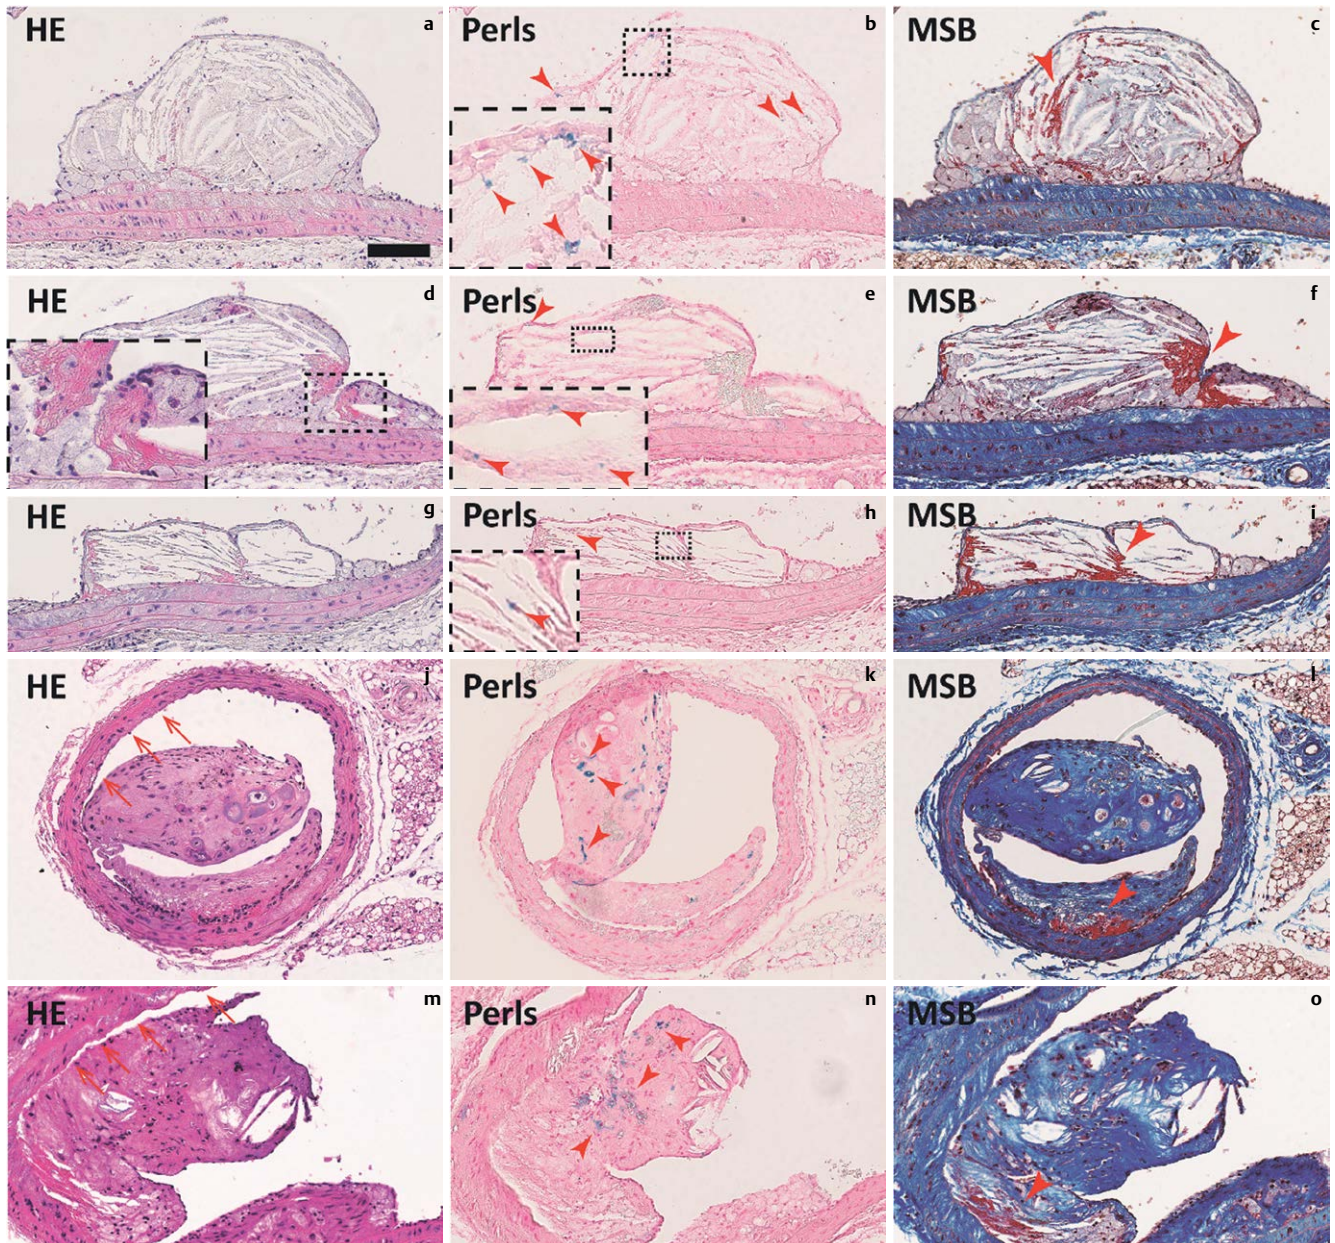 HE a Perls b MSB c
HE d Perls e MSB f
HE g Perls h MSB i
HE j Perls k MSB l
HE m Perls n MSB o